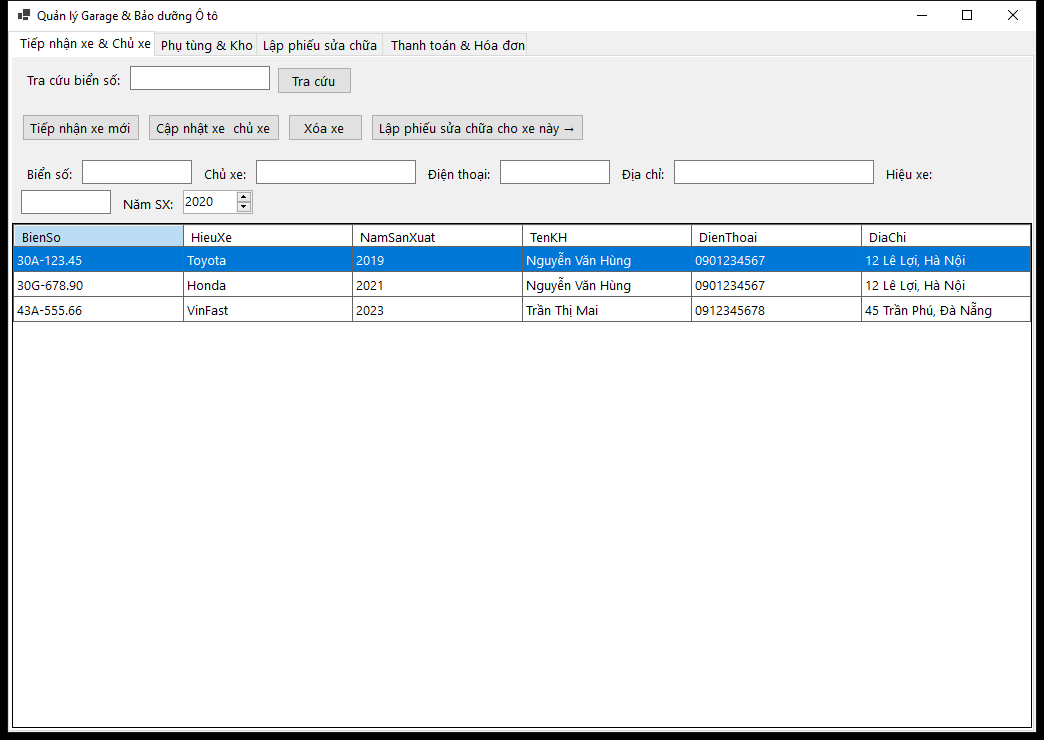 Quản lý Garage & Bảo dưỡng Ô tô
Tiếp nhận xe & Chủ xe Phụ tùng & Kho Lập phiếu sửa chữa Thanh toán & Hóa đơn
Tra cứu biển số: Tra cứu
Tiếp nhận xe mới Cập nhật xe chủ xe Xóa xe Lập phiếu sửa chữa cho xe này →
Biển số: Chủ xe: Điện thoại: Địa chỉ: Hiệu xe:
Năm SX: 2020
BienSo HieuXe NamSanXuat TenKH DienThoai DiaChi
30A-123.45 Toyota 2019 Nguyễn Văn Hùng 0901234567 12 Lê Lợi, Hà Nội
30G-678.90 Honda 2021 Nguyễn Văn Hùng 0901234567 12 Lê Lợi, Hà Nội
43A-555.66 VinFast 2023 Trần Thị Mai 0912345678 45 Trần Phú, Đà Nẵng